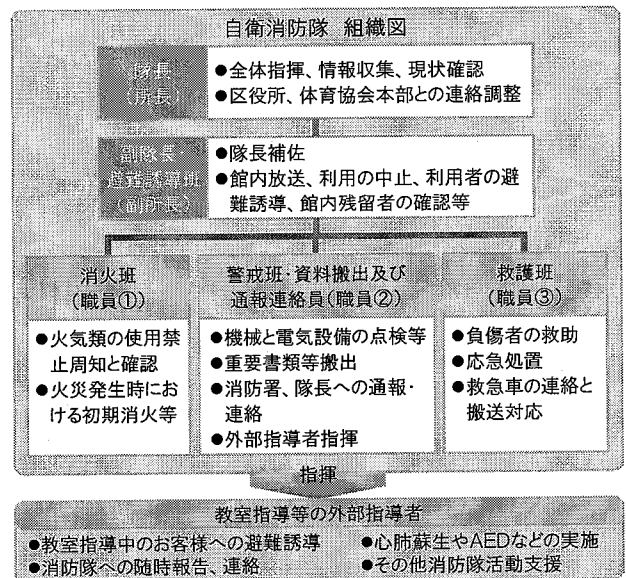 自衛消防隊 組織図
隊長
(所長)
●全体指揮、情報収集、現状確認
●区役所、体育協会本部との連絡調整
副隊長
避難誘導班
(副所長)
●隊長補佐
●館内放送、利用の中止、利用者の避
難誘導、館内残留者の確認等
消火班
(職員①)
●火気類の使用禁
止周知と確認
●火災発生時にお
ける初期消火等
警戒班・資料搬出及び
通報連絡員(職員②)
●機械と電気設備の点検等
●重要書類等搬出
●消防署、隊長への通報・
連絡
●外部指導者指揮
救護班
(職員③)
●負傷者の救助
●応急処置
●救急車の連絡と
搬送対応
指揮
教室指導等の外部指導者
●教室指導中のお客様への避難誘導
●消防隊への随時報告、連絡
●心肺蘇生やAEDなどの実施
●その他消防隊活動支援